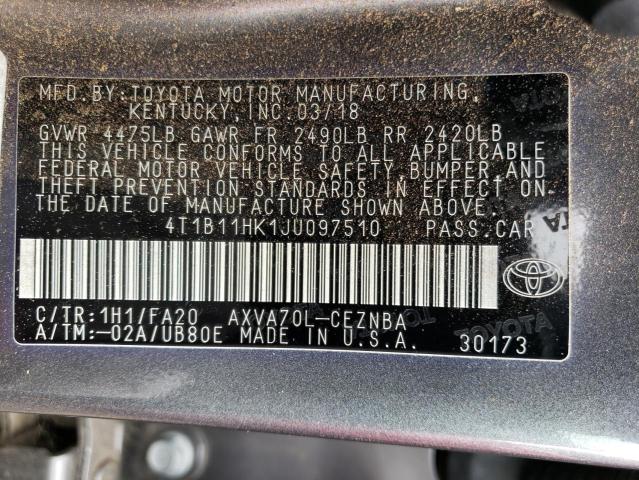 MFD.BY:TOYOTA MOTOR MANUFACTURING,
KENTUCKY,INC.03/18
GVWR 4475LB GAWR FR 2490LB RR 2420LB
THIS VEHICLE CONFORMS TO ALL APPLICABLE
FEDERAL MOTOR VEHICLE SAFETY, BUMPER,AND
THEFT PREVENTION STANDARDS IN EFFECT ON
THE DATE OF MANUFACTURE SHOWN ABOVE.
4T1B11HK1JU097510 PASS.CAR
C/TR:1H1/FA20 AXVA70L-CEZNBA
A/TM:-02A/UB80E MADE IN U.S.A. 30173
TOYOTA